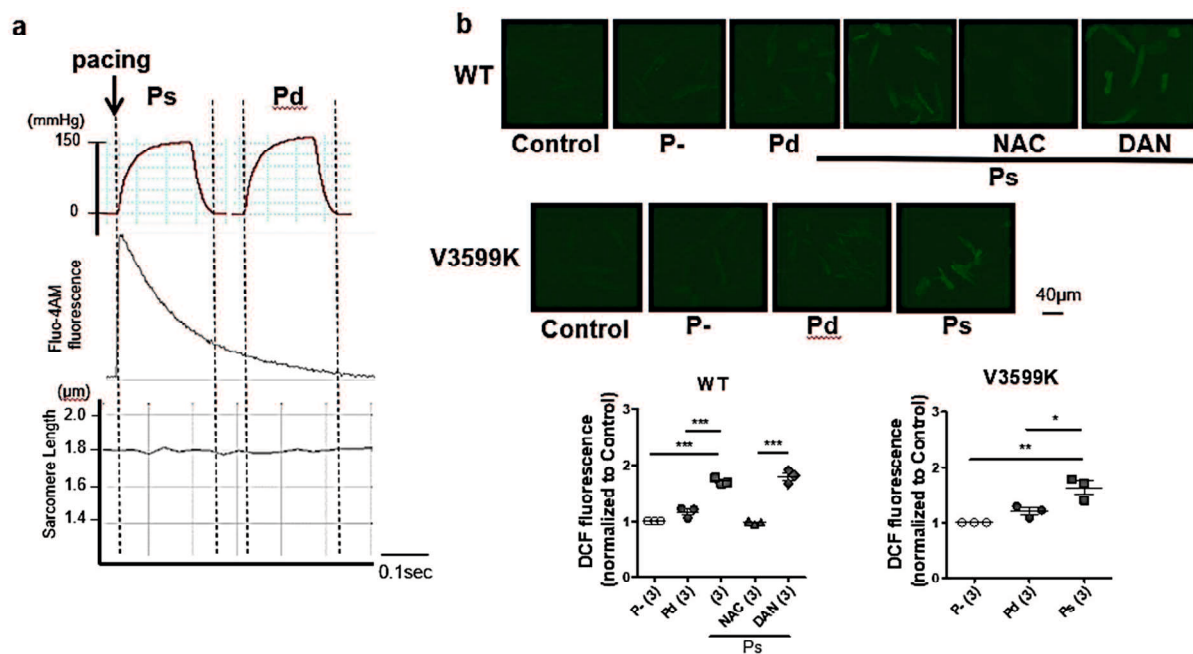 a
pacing
Ps
Pd
(mmHg)
150
0
Fluo-4AM
fluorescence
(µm)
2.0
1.8
1.6
1.4
Sarcomere Length
0.1sec
b
WT
Control
P-
Pd
NAC
DAN
Ps
V3599K
Control
P-
Pd
Ps
40µm
WT
DCF fluorescence
(normalized to Control)
3
2
1
0
***
***
***
P- (3)
Pd (3)
(3)
NAC (3)
DAN (3)
Ps
V3599K
DCF fluorescence
(normalized to Control)
3
2
1
0
*
**
P- (3)
Pd (3)
Ps (3)